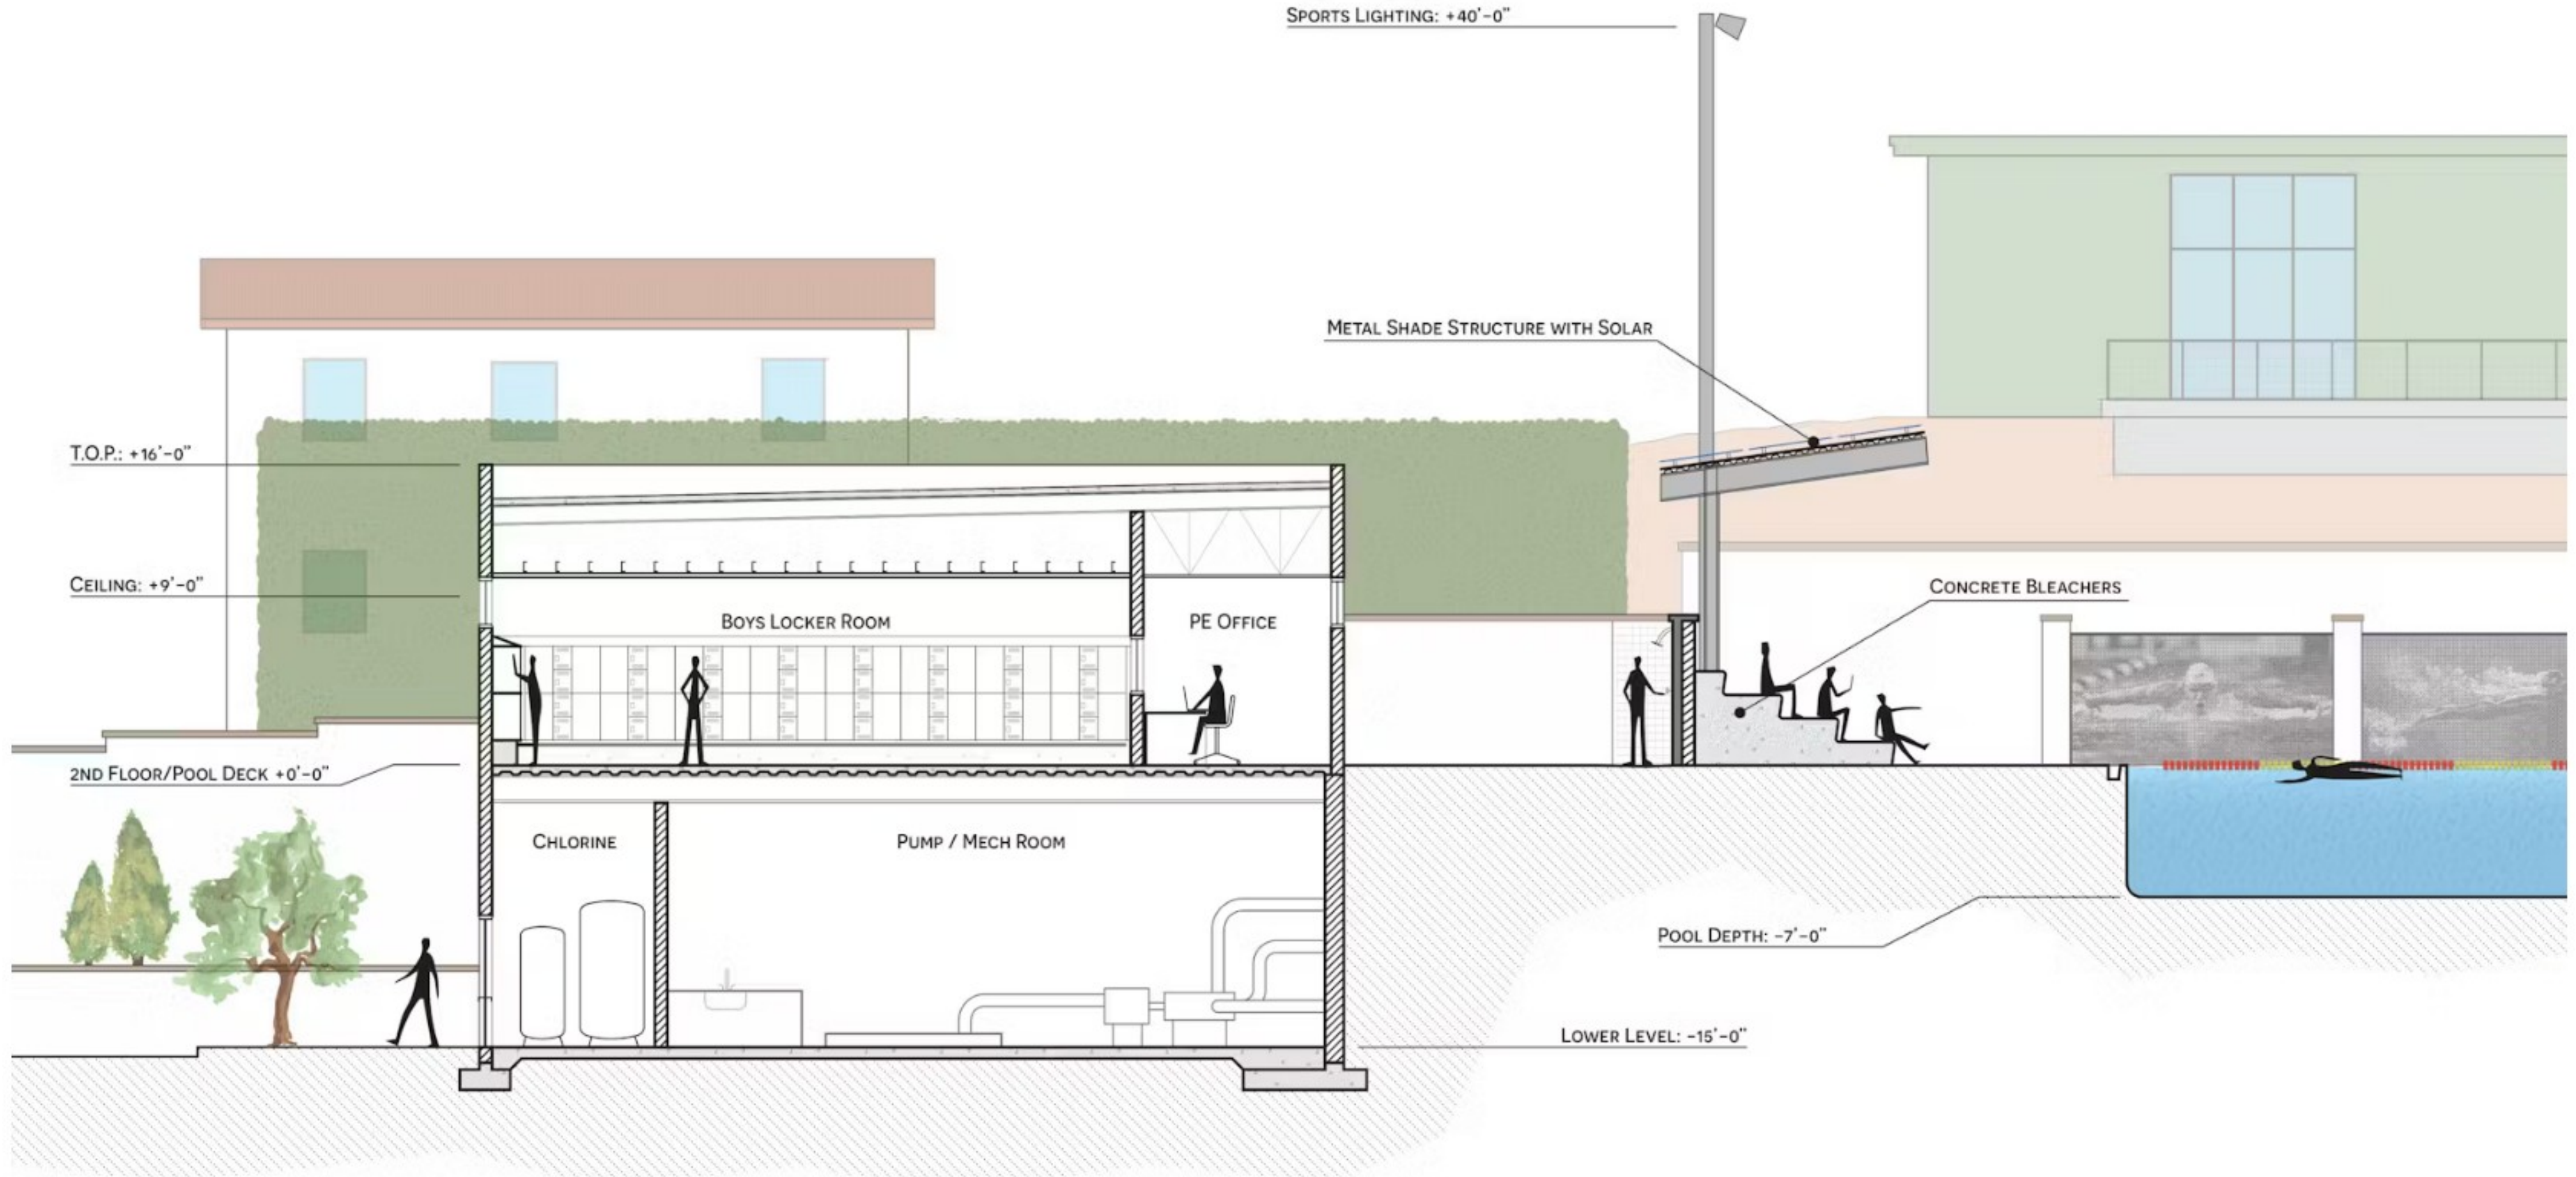 SPORTS LIGHTING: +40'-0"
METAL SHADE STRUCTURE WITH SOLAR
T.O.P.: +16'-0"
CEILING: +9'-0"
CONCRETE BLEACHERS
BOYS LOCKER ROOM
PE OFFICE
2ND FLOOR/POOL DECK +0'-0"
CHLORINE
PUMP / MECH ROOM
POOL DEPTH: -7'-0"
LOWER LEVEL: -15'-0"